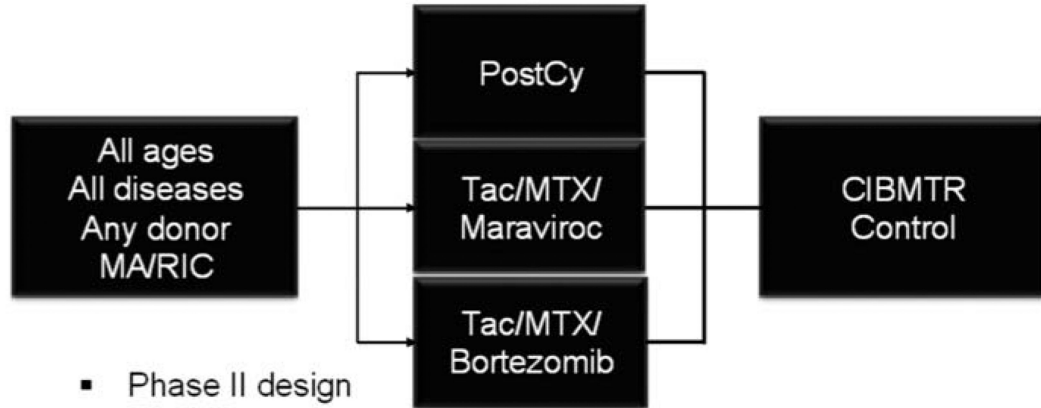 All ages
All diseases
Any donor
MA/RIC
PostCy
Tac/MTX/
Maraviroc
Tac/MTX/
Bortezomib
CIBMTR
Control
▪ Phase II design